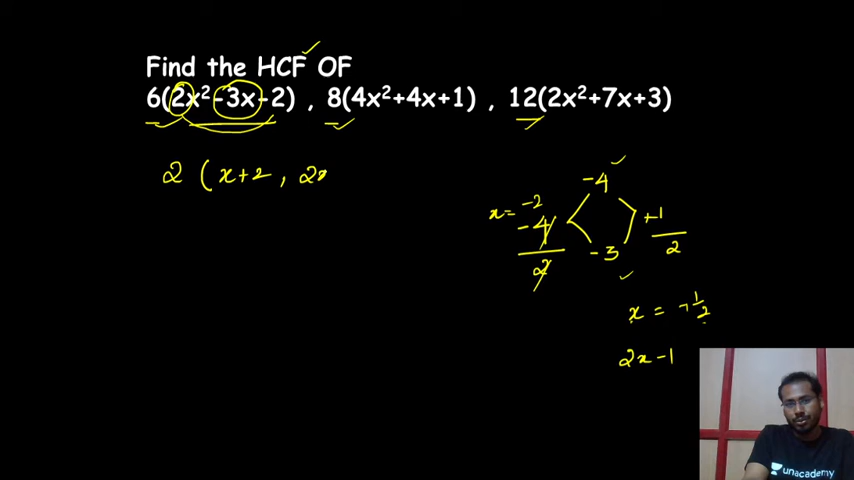 Find the HCF OF
6(2x²-3x-2) , 8(4x²+4x+1) , 12(2x²+7x+3)
2 (x+2 , 2x
-4
x = -2
-4 +1
2 2
-3
x = +1/2
2x-1
unacademy